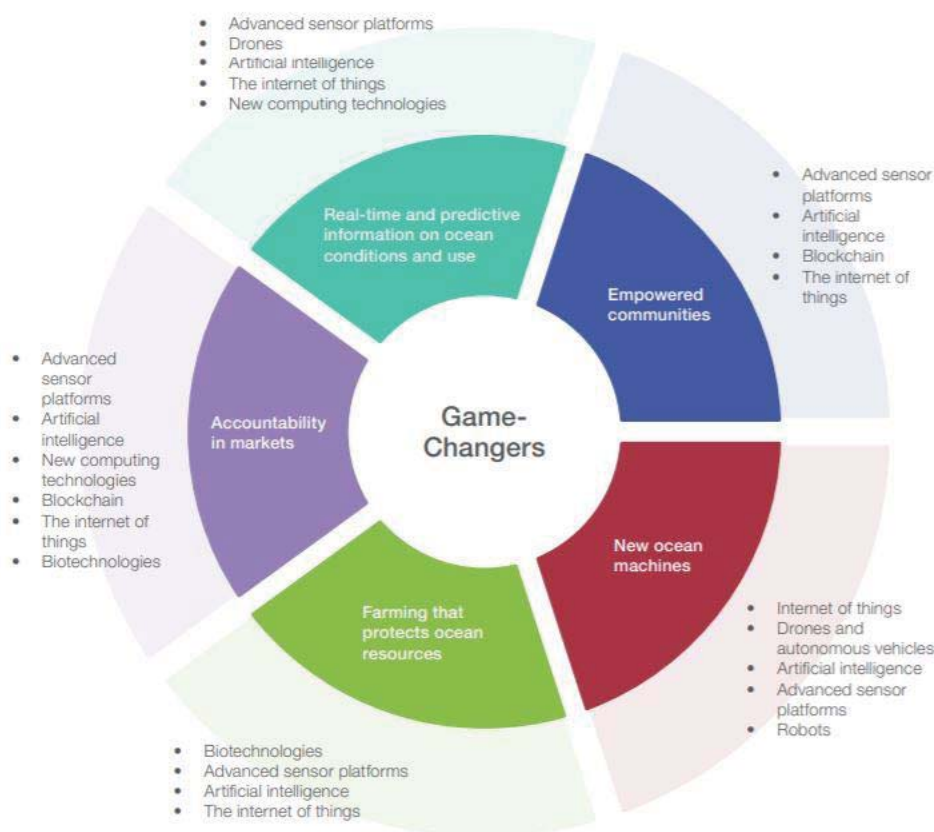 • Advanced sensor platforms
• Drones
• Artificial intelligence
• The internet of things
• New computing technologies
Real-time and predictive
information on ocean
conditions and use
• Advanced sensor
platforms
• Artificial
intelligence
• Blockchain
• The internet of
things
Empowered
communities
Game-
Changers
• Advanced
sensor
platforms
• Artificial
intelligence
• New computing
technologies
• Blockchain
• The internet of
things
• Biotechnologies
Accountability
in markets
New ocean
machines
• Internet of things
• Drones and
autonomous vehicles
• Artificial intelligence
• Advanced sensor
platforms
• Robots
Farming that
protects ocean
resources
• Biotechnologies
• Advanced sensor platforms
• Artificial intelligence
• The internet of things